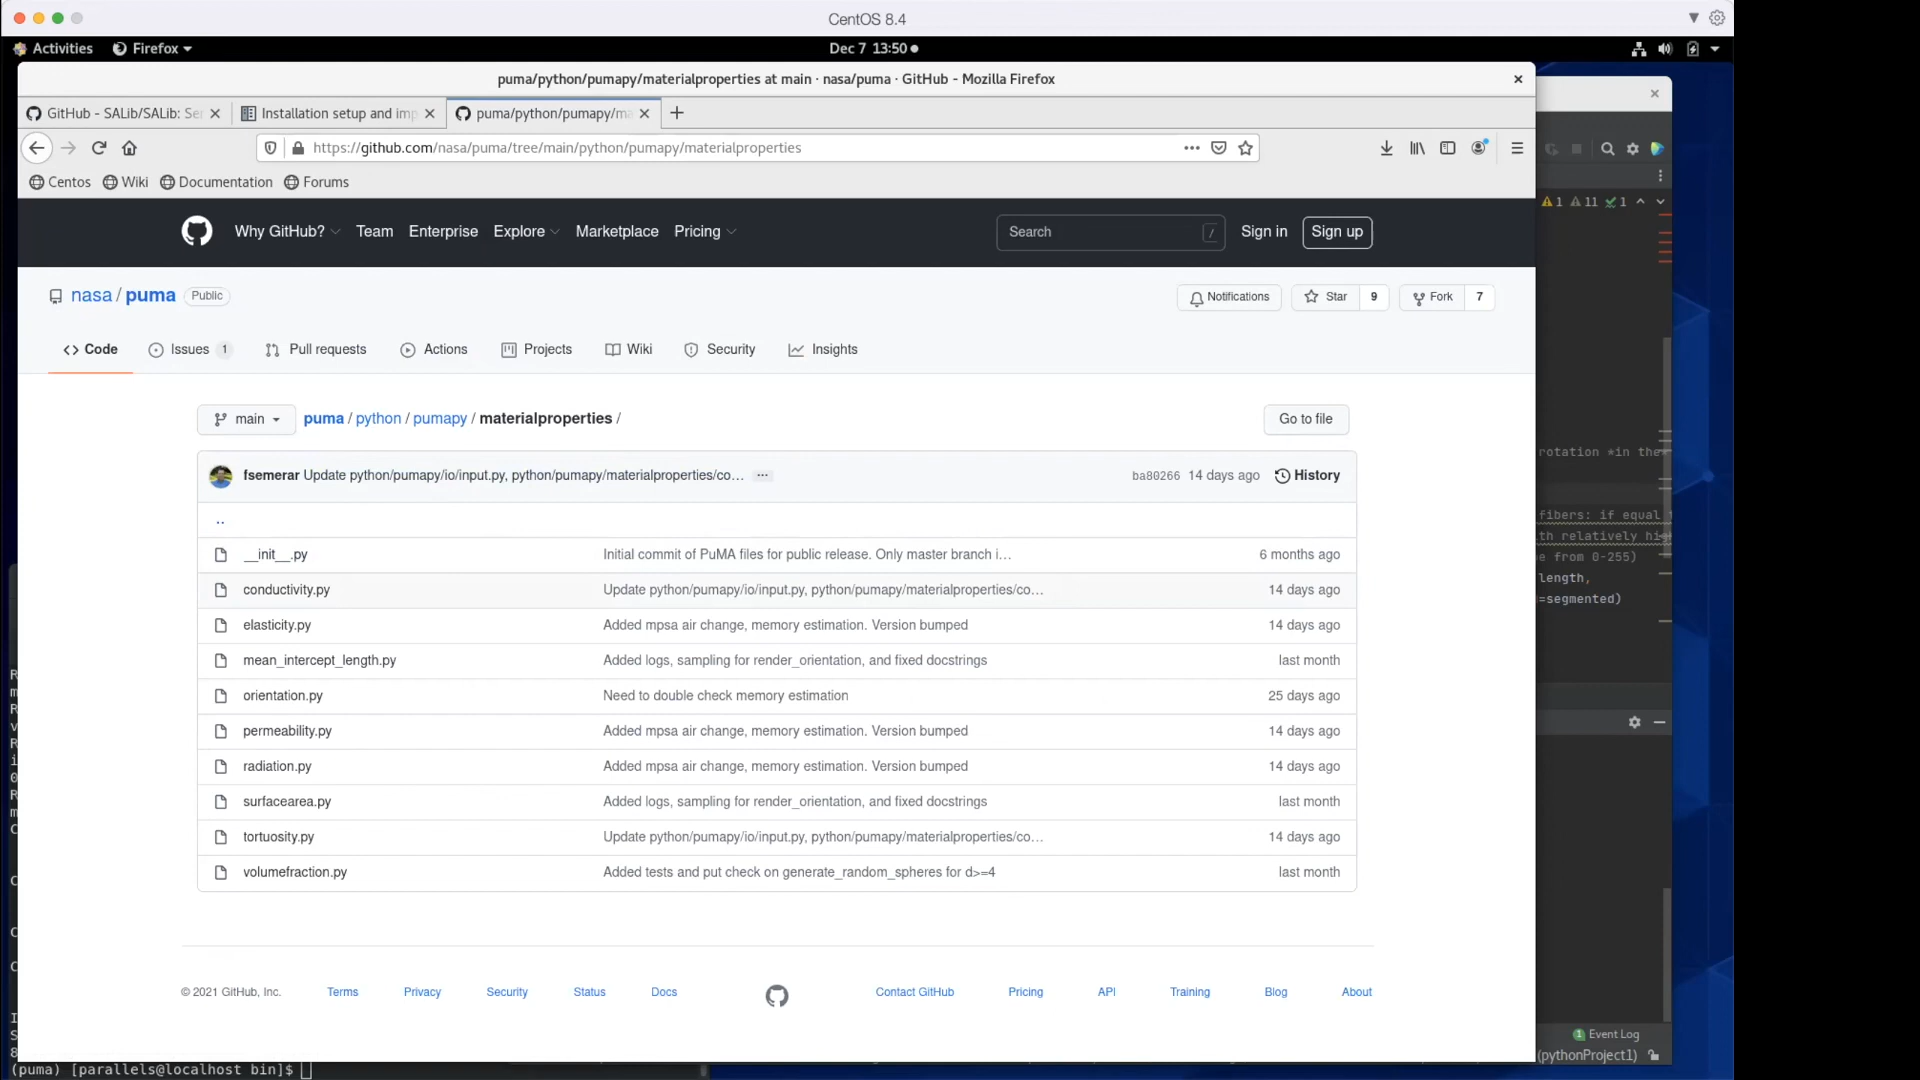 CentOS 8.4
Activities
Firefox
Dec 7 13:50
puma/python/pumapy/materialproperties at main · nasa/puma · GitHub - Mozilla Firefox
GitHub - SALib/SALib: Ser
Installation setup and imp
puma/python/pumapy/ma
https://github.com/nasa/puma/tree/main/python/pumapy/materialproperties
Centos
Wiki
Documentation
Forums
Why GitHub?
Team
Enterprise
Explore
Marketplace
Pricing
Search
/
Sign in
Sign up
nasa / puma
Public
Notifications
Star 9
Fork 7
Code
Issues 1
Pull requests
Actions
Projects
Wiki
Security
Insights
main
puma / python / pumapy / materialproperties /
Go to file
fsemerar Update python/pumapy/io/input.py, python/pumapy/materialproperties/co… ...
ba80266 14 days ago
History
..
__init__.py Initial commit of PuMA files for public release. Only master branch i… 6 months ago
conductivity.py Update python/pumapy/io/input.py, python/pumapy/materialproperties/co… 14 days ago
elasticity.py Added mpsa air change, memory estimation. Version bumped 14 days ago
mean_intercept_length.py Added logs, sampling for render_orientation, and fixed docstrings last month
orientation.py Need to double check memory estimation 25 days ago
permeability.py Added mpsa air change, memory estimation. Version bumped 14 days ago
radiation.py Added mpsa air change, memory estimation. Version bumped 14 days ago
surfacearea.py Added logs, sampling for render_orientation, and fixed docstrings last month
tortuosity.py Update python/pumapy/io/input.py, python/pumapy/materialproperties/co… 14 days ago
volumefraction.py Added tests and put check on generate_random_spheres for d>=4 last month
© 2021 GitHub, Inc.
Terms
Privacy
Security
Status
Docs
Contact GitHub
Pricing
API
Training
Blog
About
1 11 1
rotation *in the
fibers: if equal
th relatively hig
e from 0-255)
length,
=segmented)
1 Event Log
(pythonProject1)
(puma) [parallels@localhost bin]$